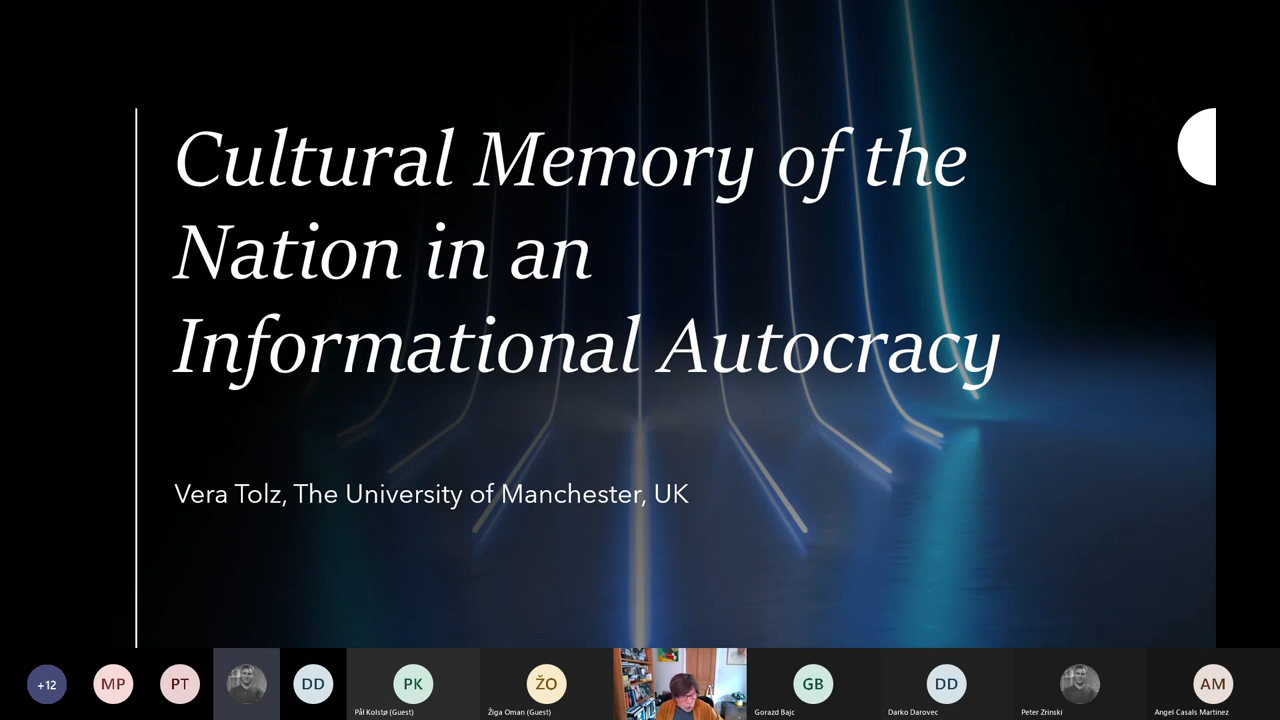 Cultural Memory of the
Nation in an
Informational Autocracy
Vera Tolz, The University of Manchester, UK
+12
MP
PT
DD
PK
Pål Kolstø (Guest)
ŽO
Žiga Oman (Guest)
GB
Gorazd Bajc
DD
Darko Darovec
Peter Zrinski
AM
Angel Casals Martinez